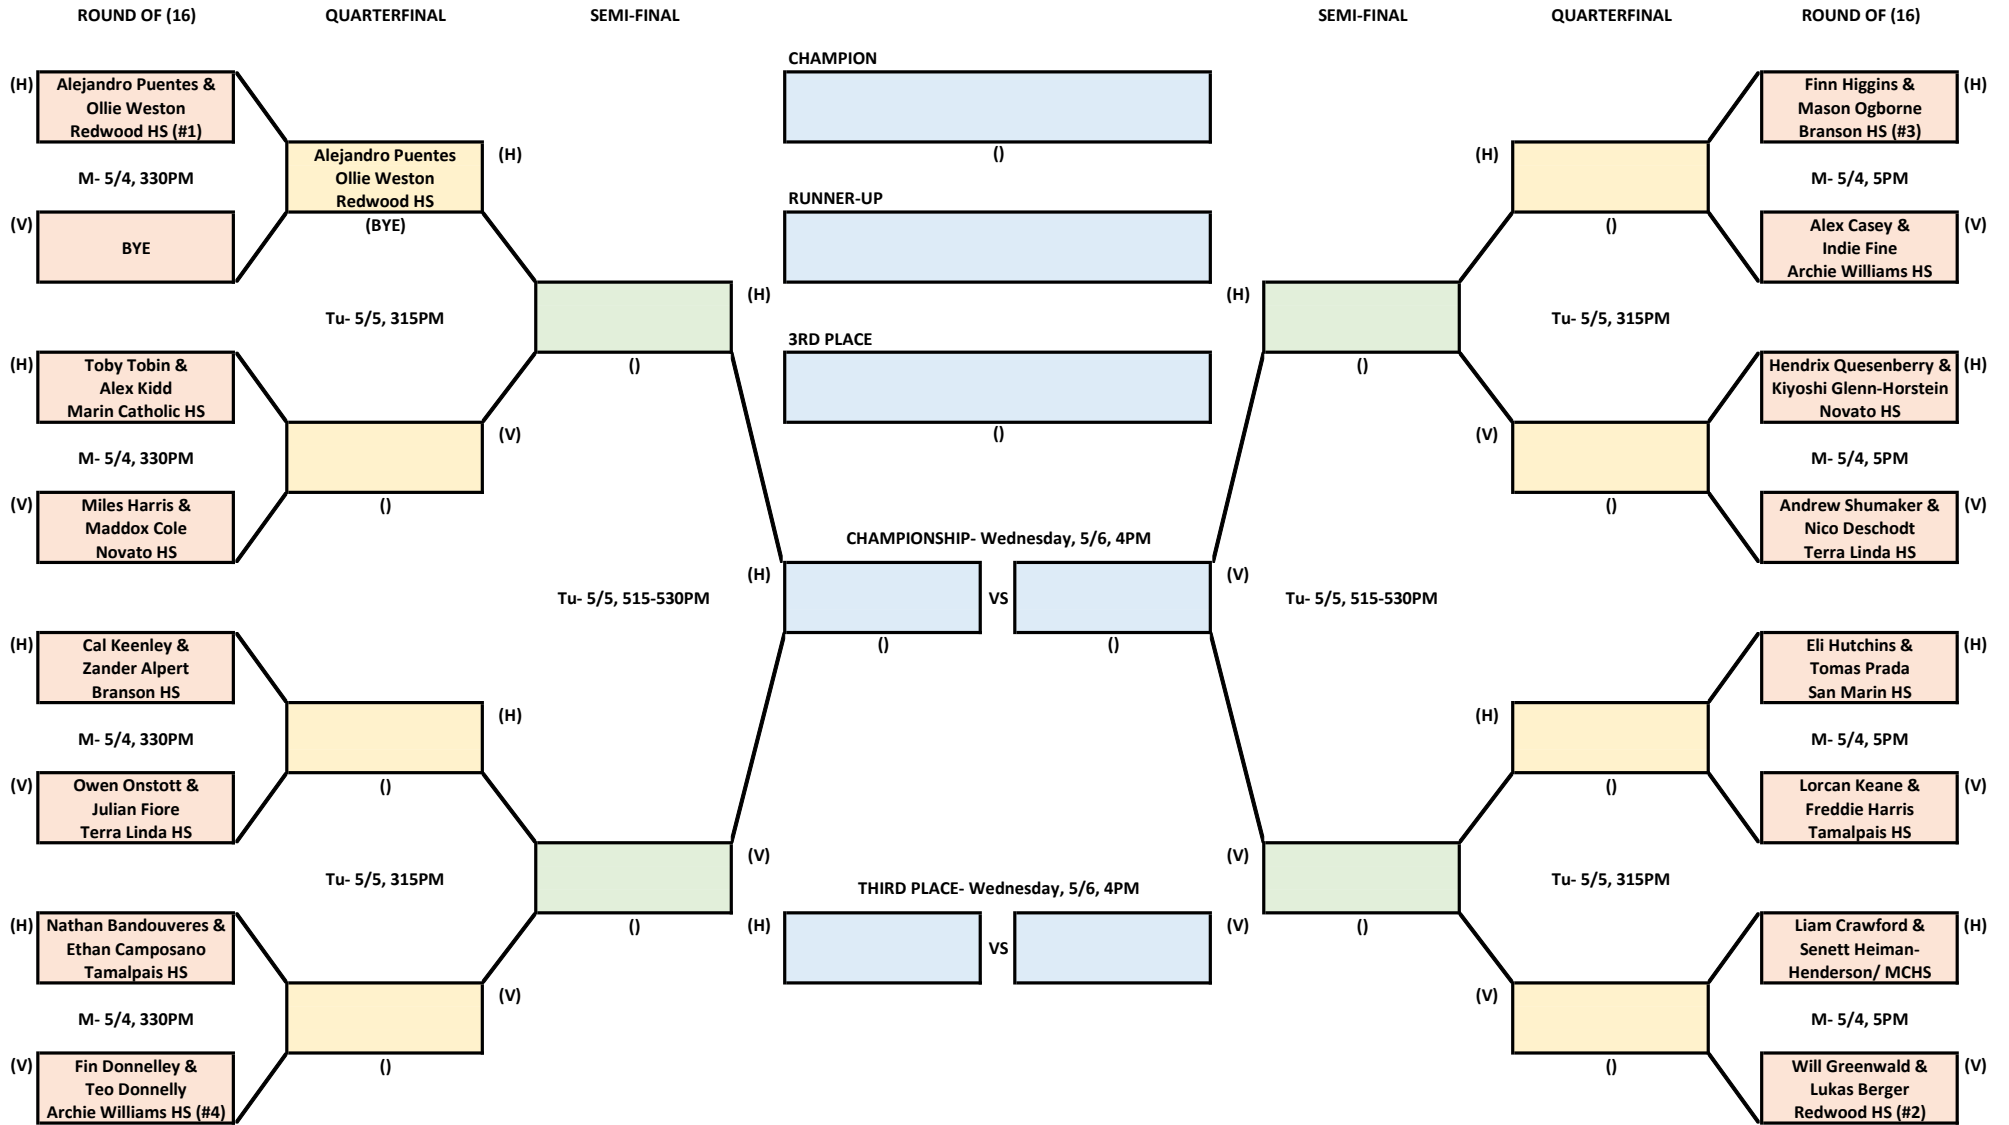 ROUND OF (16)
QUARTERFINAL
SEMI-FINAL
SEMI-FINAL
QUARTERFINAL
ROUND OF (16)
(H)
Alejandro Puentes &
Ollie Weston
Redwood HS (#1)
M- 5/4, 330PM
(V)
BYE
Alejandro Puentes
Ollie Weston
Redwood HS
(H)
(BYE)
Tu- 5/5, 315PM
(H)
Toby Tobin &
Alex Kidd
Marin Catholic HS
M- 5/4, 330PM
(V)
Miles Harris &
Maddox Cole
Novato HS
(V)
()
(H)
()
Tu- 5/5, 515-530PM
(H)
Cal Keenley &
Zander Alpert
Branson HS
M- 5/4, 330PM
(V)
Owen Onstott &
Julian Fiore
Terra Linda HS
(H)
()
Tu- 5/5, 315PM
(H)
Nathan Bandouveres &
Ethan Camposano
Tamalpais HS
M- 5/4, 330PM
(V)
Fin Donnelley &
Teo Donnelly
Archie Williams HS (#4)
(V)
()
(V)
()
CHAMPION
()
RUNNER-UP
3RD PLACE
()
CHAMPIONSHIP- Wednesday, 5/6, 4PM
(H)
VS
(V)
()
()
THIRD PLACE- Wednesday, 5/6, 4PM
(H)
VS
(V)
(H)
Finn Higgins &
Mason Ogborne
Branson HS (#3)
(H)
M- 5/4, 5PM
Alex Casey &
Indie Fine
Archie Williams HS
(V)
(H)
()
Tu- 5/5, 315PM
()
Hendrix Quesenberry &
Kiyoshi Glenn-Horstein
Novato HS
(H)
M- 5/4, 5PM
Andrew Shumaker &
Nico Deschodt
Terra Linda HS
(V)
(V)
()
Tu- 5/5, 515-530PM
Eli Hutchins &
Tomas Prada
San Marin HS
(H)
M- 5/4, 5PM
Lorcan Keane &
Freddie Harris
Tamalpais HS
(V)
(H)
()
(V)
Tu- 5/5, 315PM
()
Liam Crawford &
Senett Heiman-
Henderson/ MCHS
(H)
M- 5/4, 5PM
Will Greenwald &
Lukas Berger
Redwood HS (#2)
(V)
(V)
()